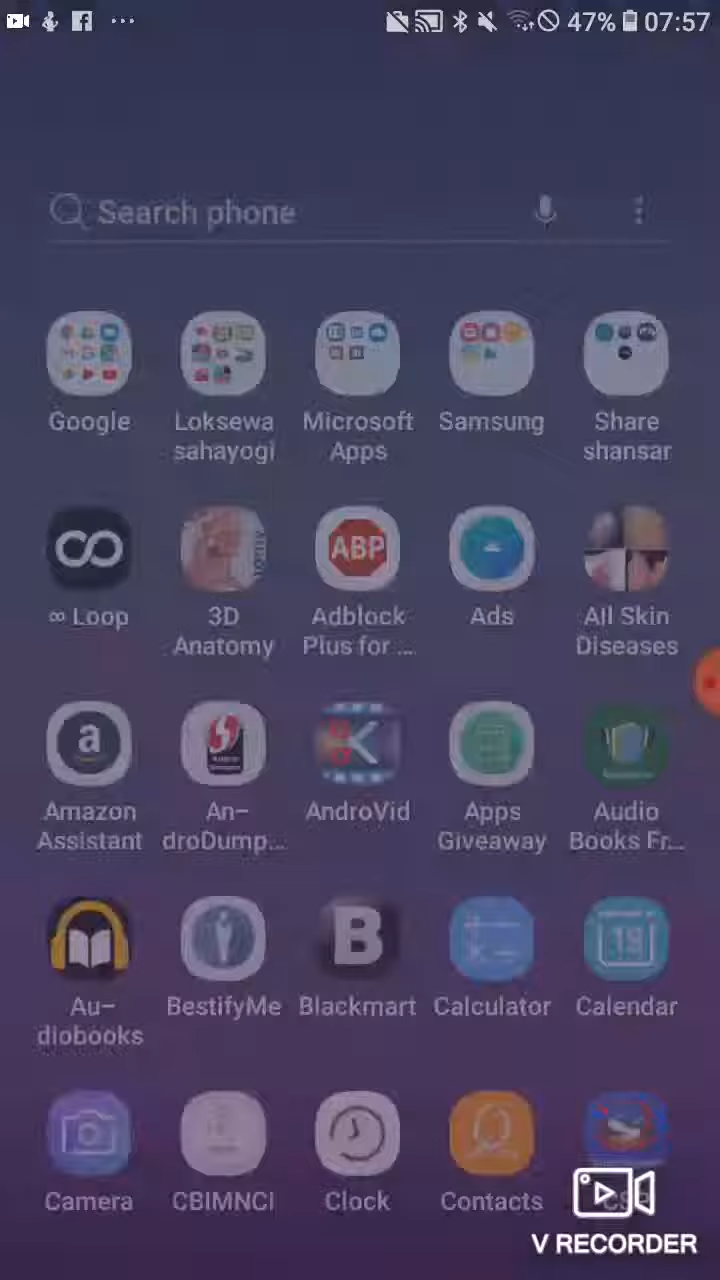 47% 07:57
Search phone
Google
Loksewa
sahayogi
Microsoft
Apps
Samsung
Share
shansar
ABP
∞ Loop
3D
Anatomy
Adblock
Plus for ...
Ads
All Skin
Diseases
a
Amazon
Assistant
An-
droDump...
AndroVid
Apps
Giveaway
Audio
Books Fr...
B
19
Au-
diobooks
BestifyMe
Blackmart
Calculator
Calendar
Camera
CBIMNCI
Clock
Contacts
V RECORDER